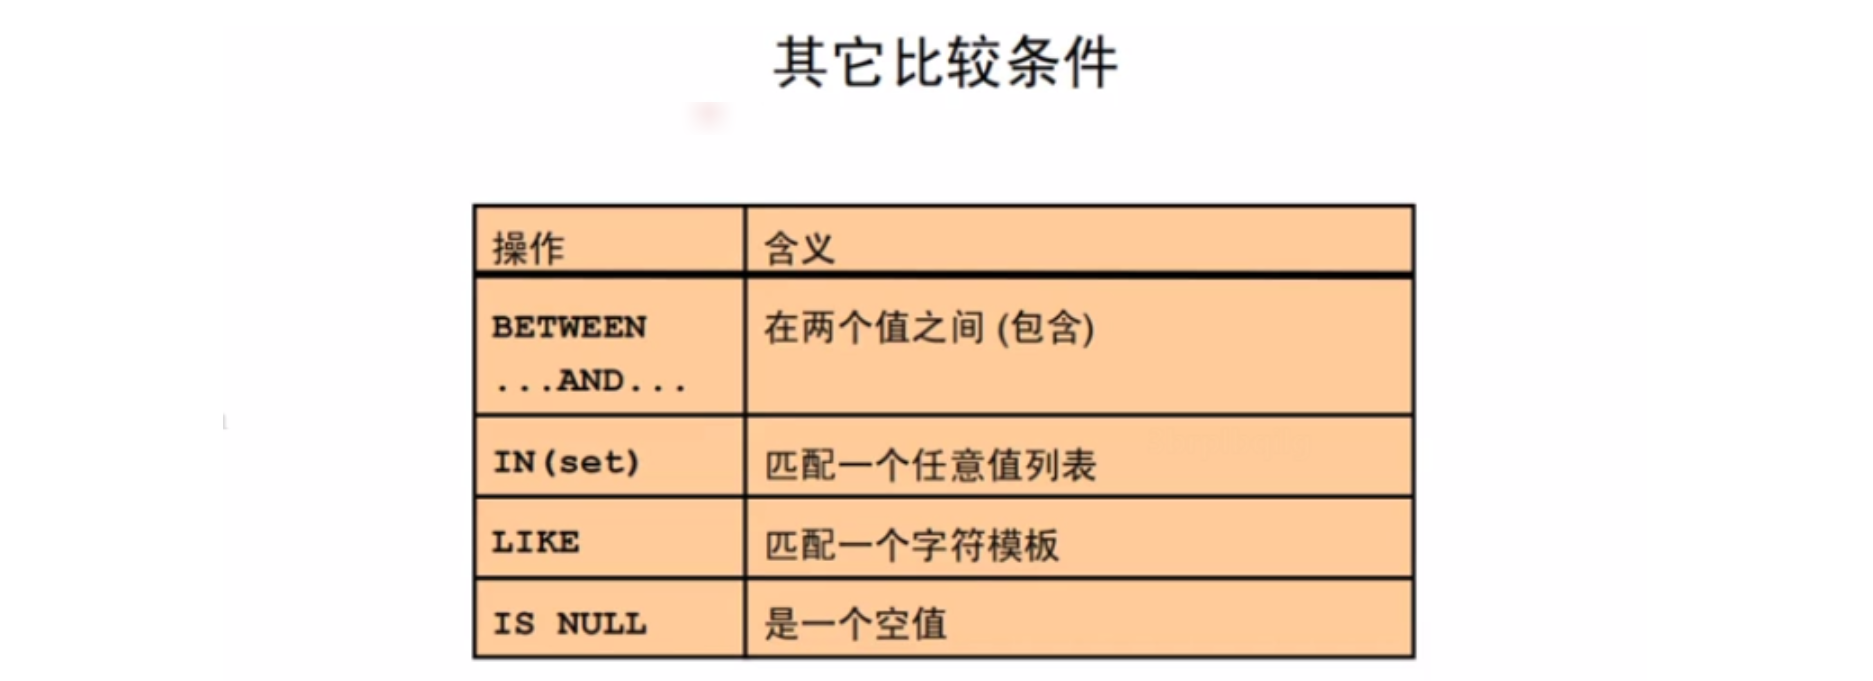 其它比较条件
操作
含义
BETWEEN
...AND...
在两个值之间 (包含)
IN(set)
匹配一个任意值列表
LIKE
匹配一个字符模板
IS NULL
是一个空值